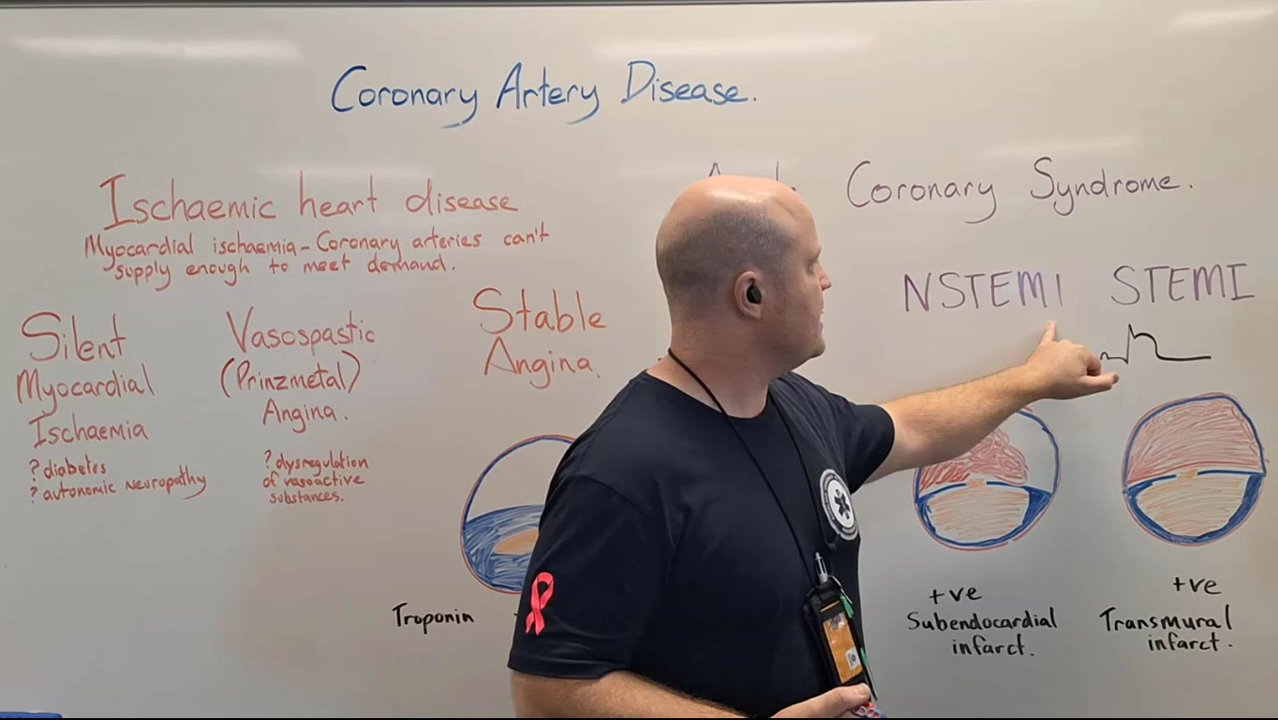 Coronary Artery Disease.
Ischaemic heart disease
Myocardial ischaemia - Coronary arteries can't
supply enough to meet demand.
Silent
Myocardial
Ischaemia
? diabetes
? autonomic neuropathy
Vasospastic
(Prinzmetal)
Angina.
? dysregulation
of vasoactive
substances.
Stable
Angina.
Troponin
Coronary Syndrome.
NSTEMI
STEMI
+ve
Subendocardial
infarct.
+ve
Transmural
infarct.